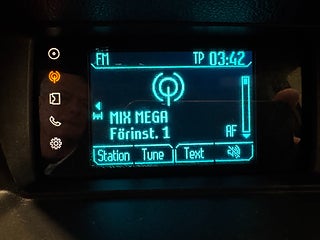 FM TP 03:42
MIX MEGA
Förinst. 1 AF
Station Tune Text